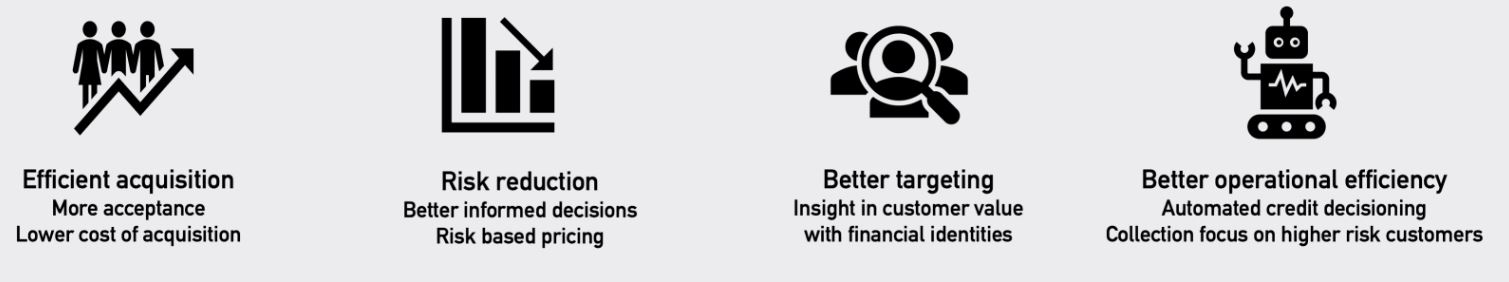 Efficient acquisition
More acceptance
Lower cost of acquisition
Risk reduction
Better informed decisions
Risk based pricing
Better targeting
Insight in customer value
with financial identities
Better operational efficiency
Automated credit decisioning
Collection focus on higher risk customers